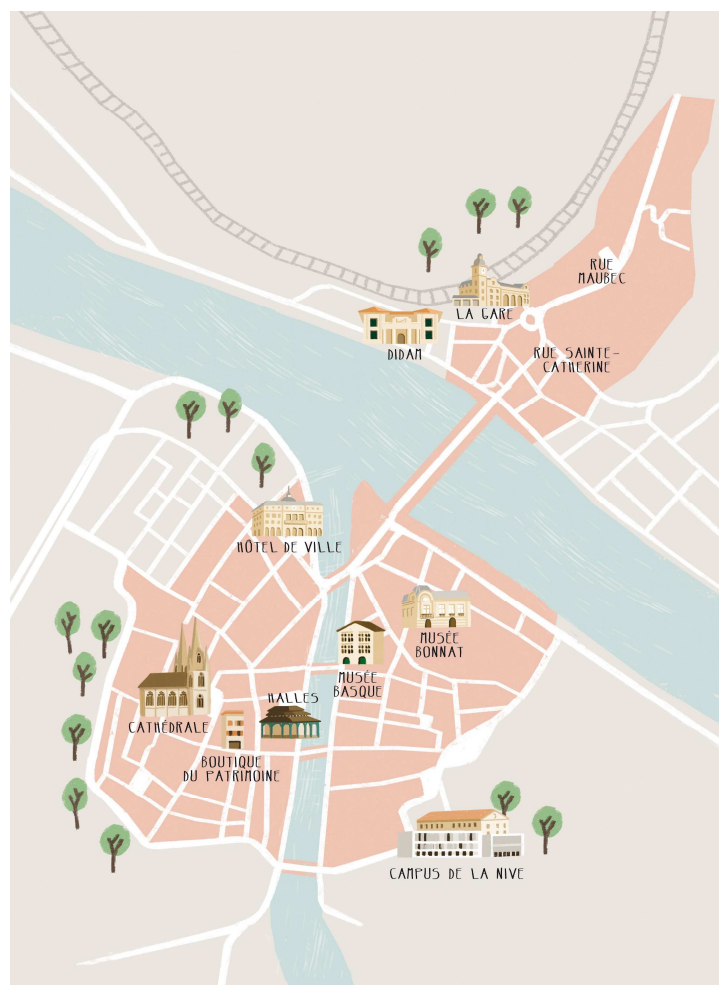 RUE
MAUBEC
LA GARE
DIDAM
RUE SAINTE-
CATHERINE
HÔTEL DE VILLE
MUSÉE
BONNAT
MUSÉE
BASQUE
HALLES
CATHÉDRALE
BOUTIQUE
DU PATRIMOINE
CAMPUS DE LA NIVE